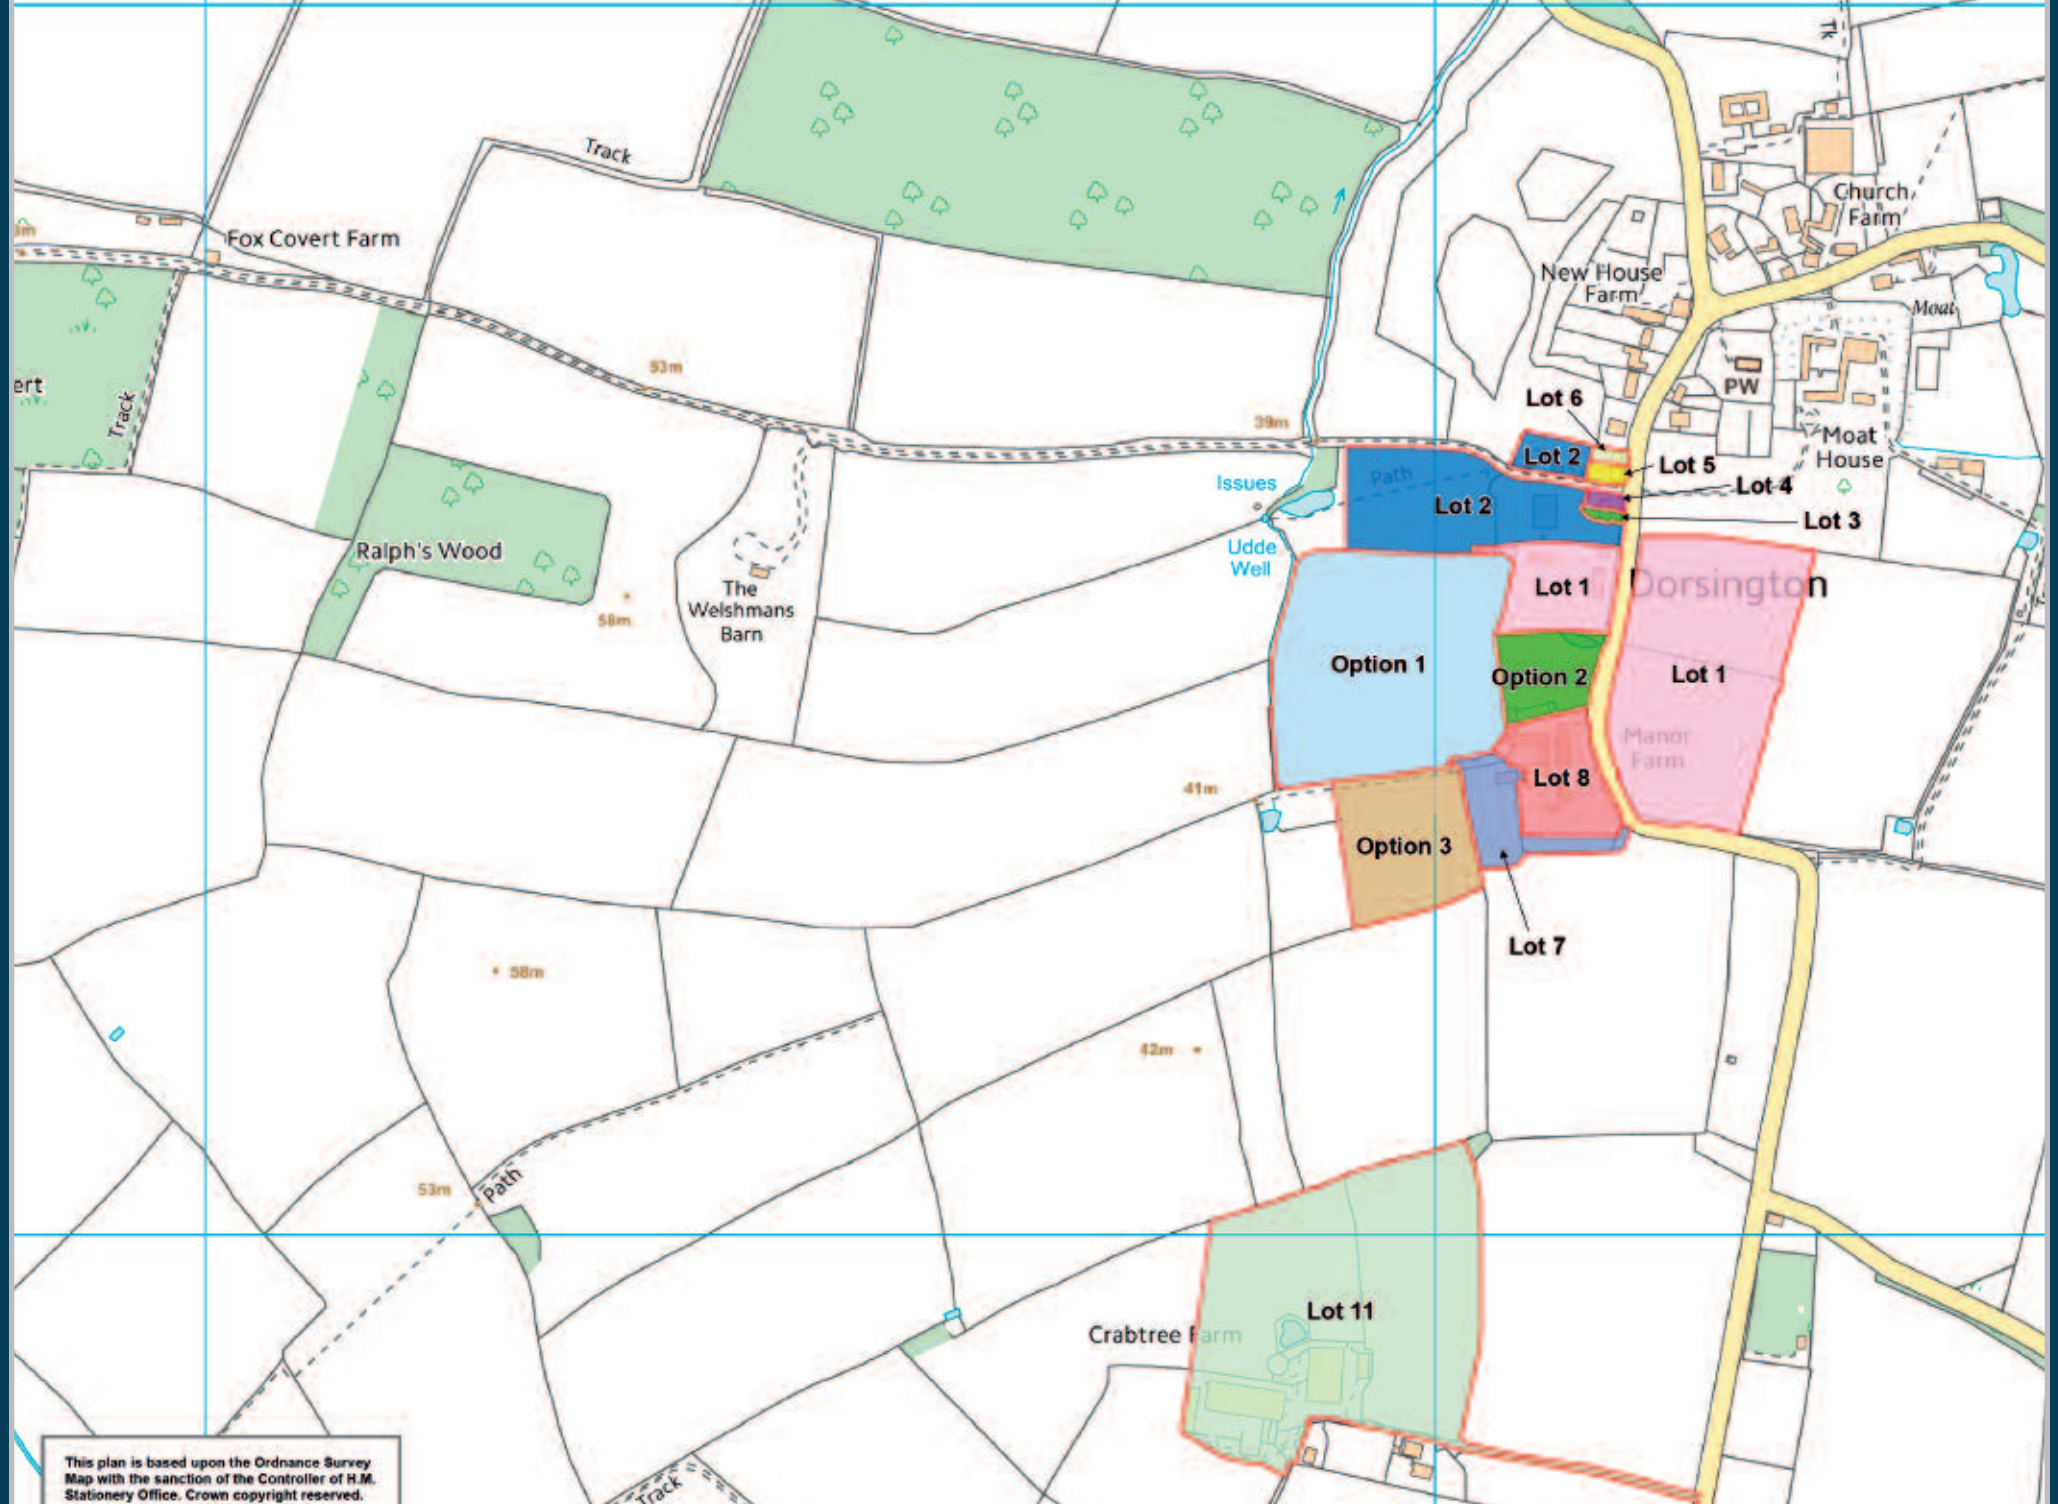 Tk
Track
Church
Farm
Fox Covert Farm
New House
Farm
Moat
53m
ert
Track
PW
Lot 6
39m
Moat
House
Lot 2
Lot 5
Path
Issues
Lot 4
Lot 2
Lot 3
Ralph's Wood
Udde
Well
The
Welshmans
Barn
Lot 1
Dorsington
58m
Option 1
Option 2
Lot 1
Manor
Farm
41m
Lot 8
Option 3
Lot 7
58m
42m
53m
Path
Lot 11
Crabtree Farm
This plan is based upon the Ordnance Survey
Map with the sanction of the Controller of H.M.
Stationery Office. Crown copyright reserved.
Track